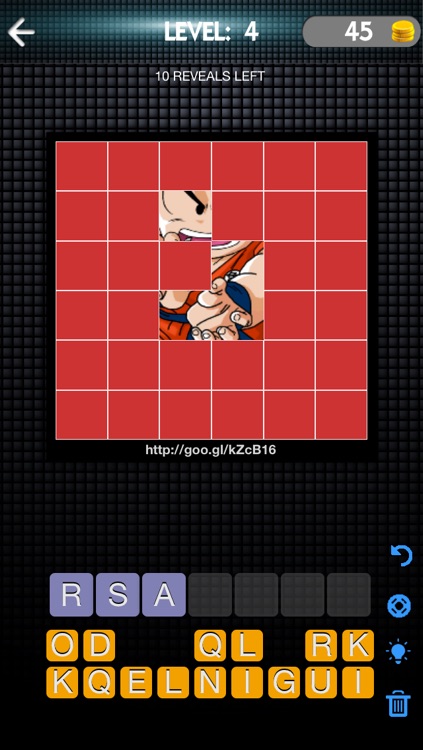 LEVEL: 4
45
10 REVEALS LEFT
http://goo.gl/kZcB16
R S A
O D Q L R K
K Q E L N I G U I